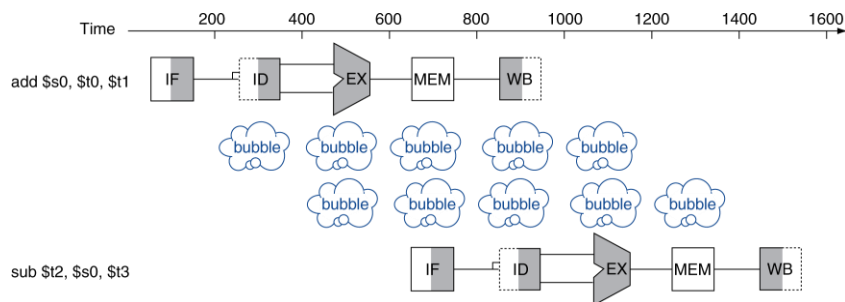 Time 200 400 600 800 1000 1200 1400 1600
add $s0, $t0, $t1 IF ID EX MEM WB
bubble bubble bubble bubble bubble
bubble bubble bubble bubble bubble
sub $t2, $s0, $t3 IF ID EX MEM WB